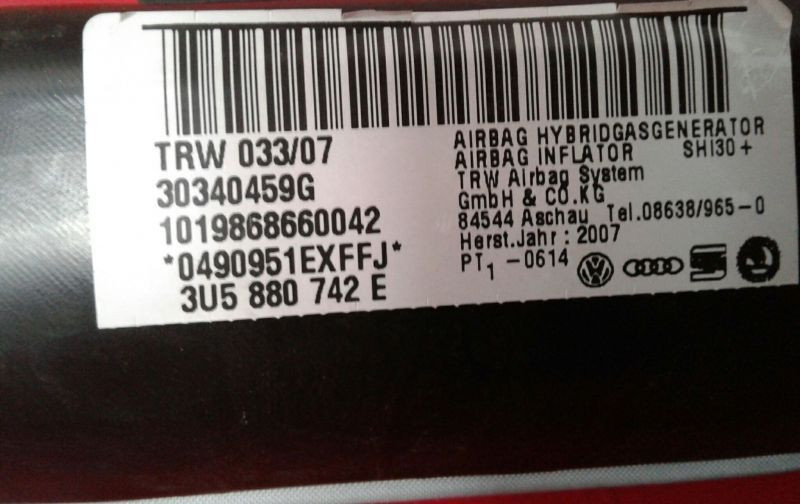 TRW 033/07
30340459G
1019868660042
*0490951EXFFJ*
3U5 880 742 E
AIRBAG HYBRIDGASGENERATOR
AIRBAG INFLATOR SHI30+
TRW Airbag System
GmbH & CO.KG
84544 Aschau Tel.08638/965-0
Herst.Jahr: 2007
PT1 -0614